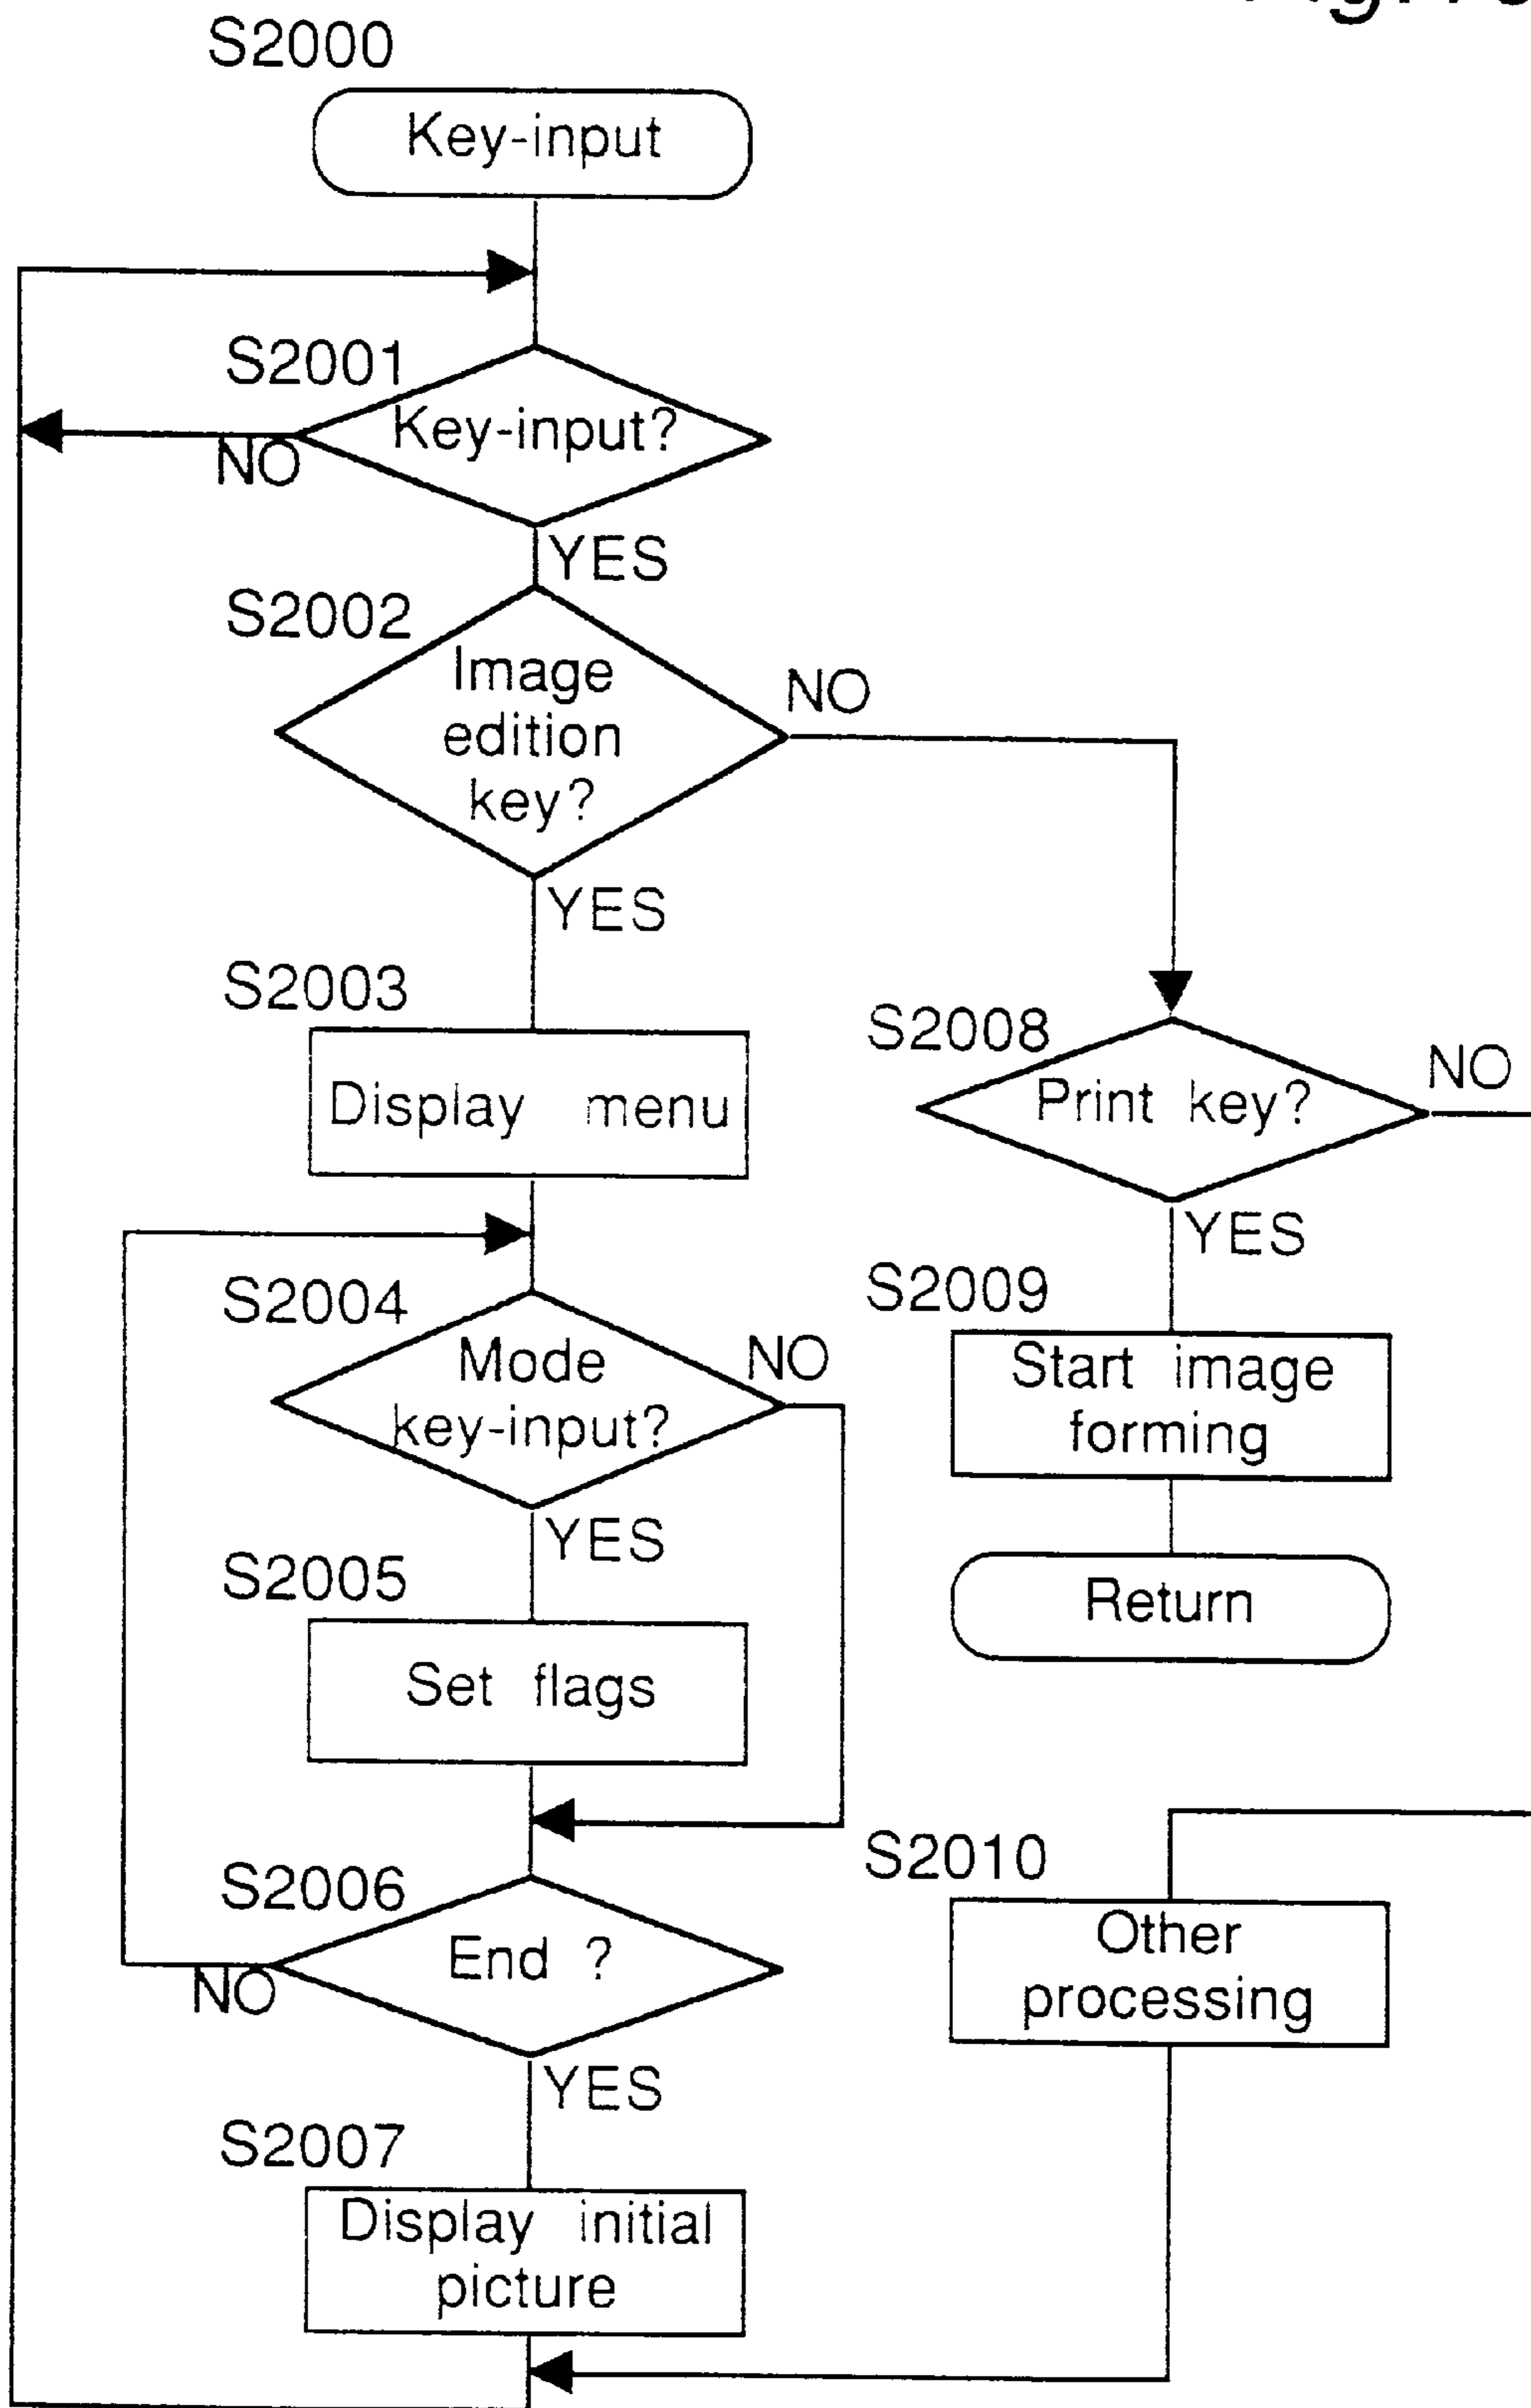 S2000
Key-input
S2001
Key-input?
NO
YES
S2002
Image
edition
key?
NO
YES
S2003
Display menu
S2008
Print key?
NO
YES
S2004
Mode
key-input?
NO
YES
S2009
Start image
forming
Return
S2005
Set flags
S2006
End ?
NO
YES
S2010
Other
processing
S2007
Display initial
picture